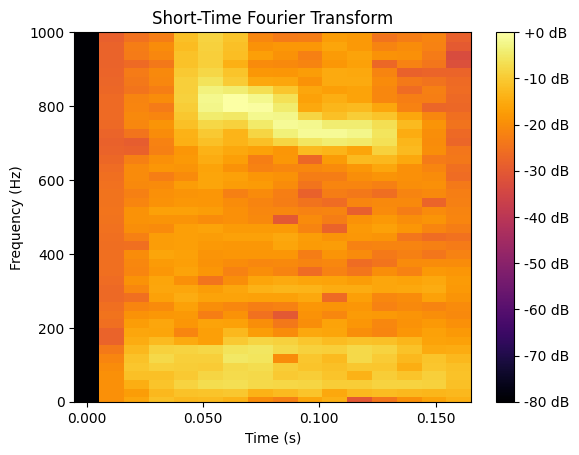 Short-Time Fourier Transform
1000
800
600
400
200
0
Frequency (Hz)
0.000
0.050
0.100
0.150
Time (s)
+0 dB
-10 dB
-20 dB
-30 dB
-40 dB
-50 dB
-60 dB
-70 dB
-80 dB